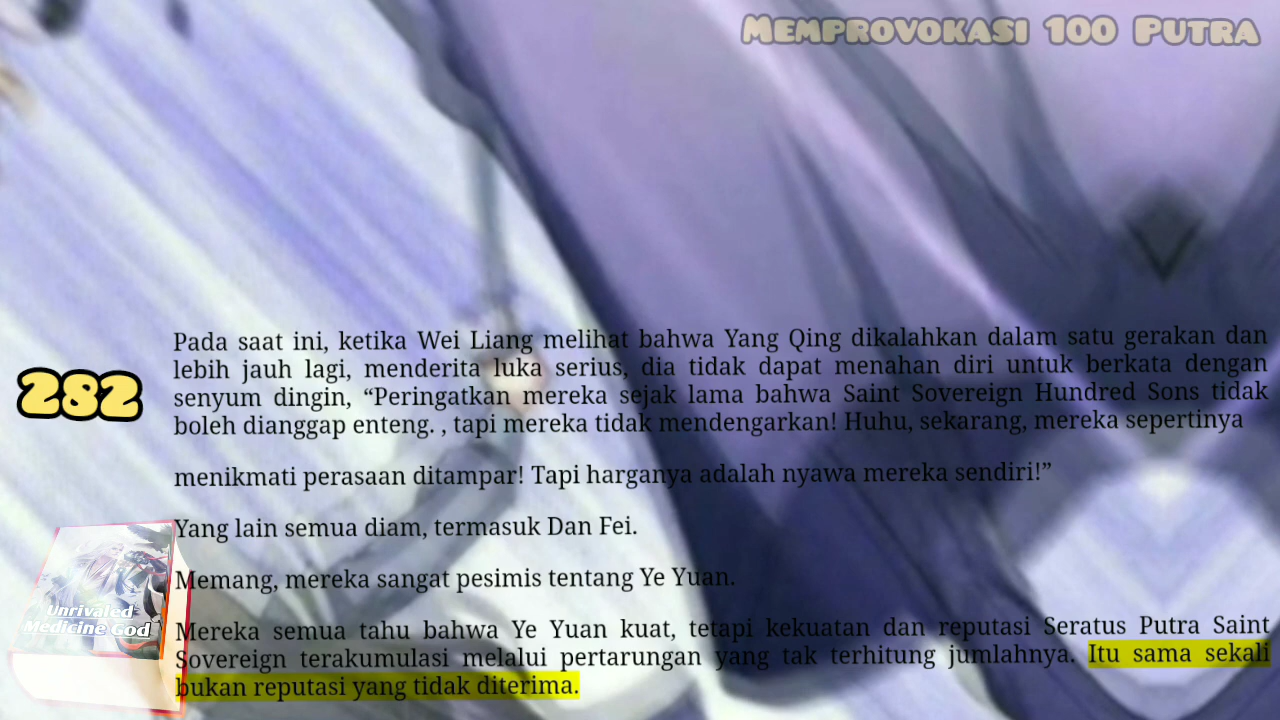 Memprovokasi 100 Putra
Pada saat ini, ketika Wei Liang melihat bahwa Yang Qing dikalahkan dalam satu gerakan dan
lebih jauh lagi, menderita luka serius, dia tidak dapat menahan diri untuk berkata dengan
senyum dingin, “Peringatkan mereka sejak lama bahwa Saint Sovereign Hundred Sons tidak
boleh dianggap enteng. , tapi mereka tidak mendengarkan! Huhu, sekarang, mereka sepertinya
282
menikmati perasaan ditampar! Tapi harganya adalah nyawa mereka sendiri!”
Yang lain semua diam, termasuk Dan Fei.
Memang, mereka sangat pesimis tentang Ye Yuan.
Unrivaled
Medicine God
Mereka semua tahu bahwa Ye Yuan kuat, tetapi kekuatan dan reputasi Seratus Putra Saint
Sovereign terakumulasi melalui pertarungan yang tak terhitung jumlahnya. Itu sama sekali
bukan reputasi yang tidak diterima.